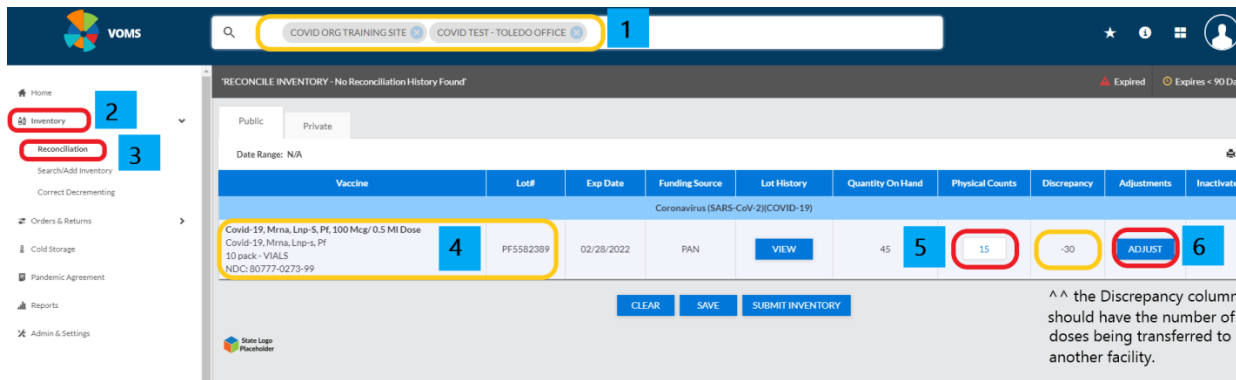 VOMS
COVID ORG TRAINING SITE COVID TEST - TOLEDO OFFICE 1
Home
2
Inventory
Reconciliation 3
Search/Add Inventory
Correct Decrementing
Orders & Returns
Cold Storage
Pandemic Agreement
Reports
Admin & Settings
'RECONCILE INVENTORY - No Reconciliation History Found' Expired Expires < 90 Da
Public Private
Date Range: N/A
Vaccine Lot# Exp Date Funding Source Lot History Quantity On Hand Physical Counts Discrepancy Adjustments Inactivate
Coronavirus (SARS-CoV-2)(COVID-19)
Covid-19, Mrna, Lnp-S, Pf, 100 Mcg/ 0.5 Ml Dose
Covid-19, Mrna, Lnp-s, Pf
10 pack - VIALS
NDC: 80777-0273-99
4 PF5582389 02/28/2022 PAN VIEW 45 5 15 -30 ADJUST 6
CLEAR SAVE SUBMIT INVENTORY
^^ the Discrepancy column
should have the number of
doses being transferred to
another facility.
State Logo
Placeholder